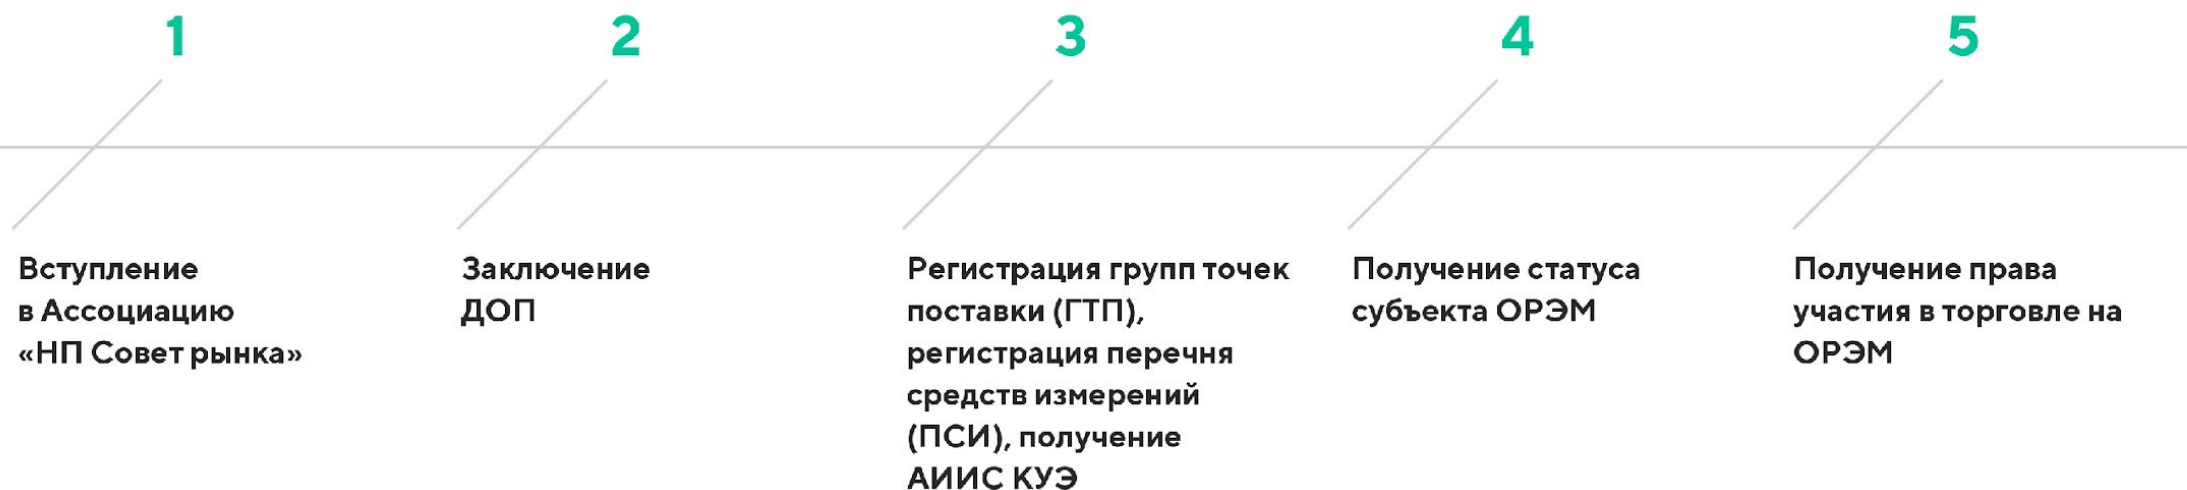 1
2
3
4
5
Вступление
в Ассоциацию
«НП Совет рынка»
Заключение
ДОП
Регистрация групп точек
поставки (ГТП),
регистрация перечня
средств измерений
(ПСИ), получение
АИИС КУЭ
Получение статуса
субъекта ОРЭМ
Получение права
участия в торговле на
ОРЭМ